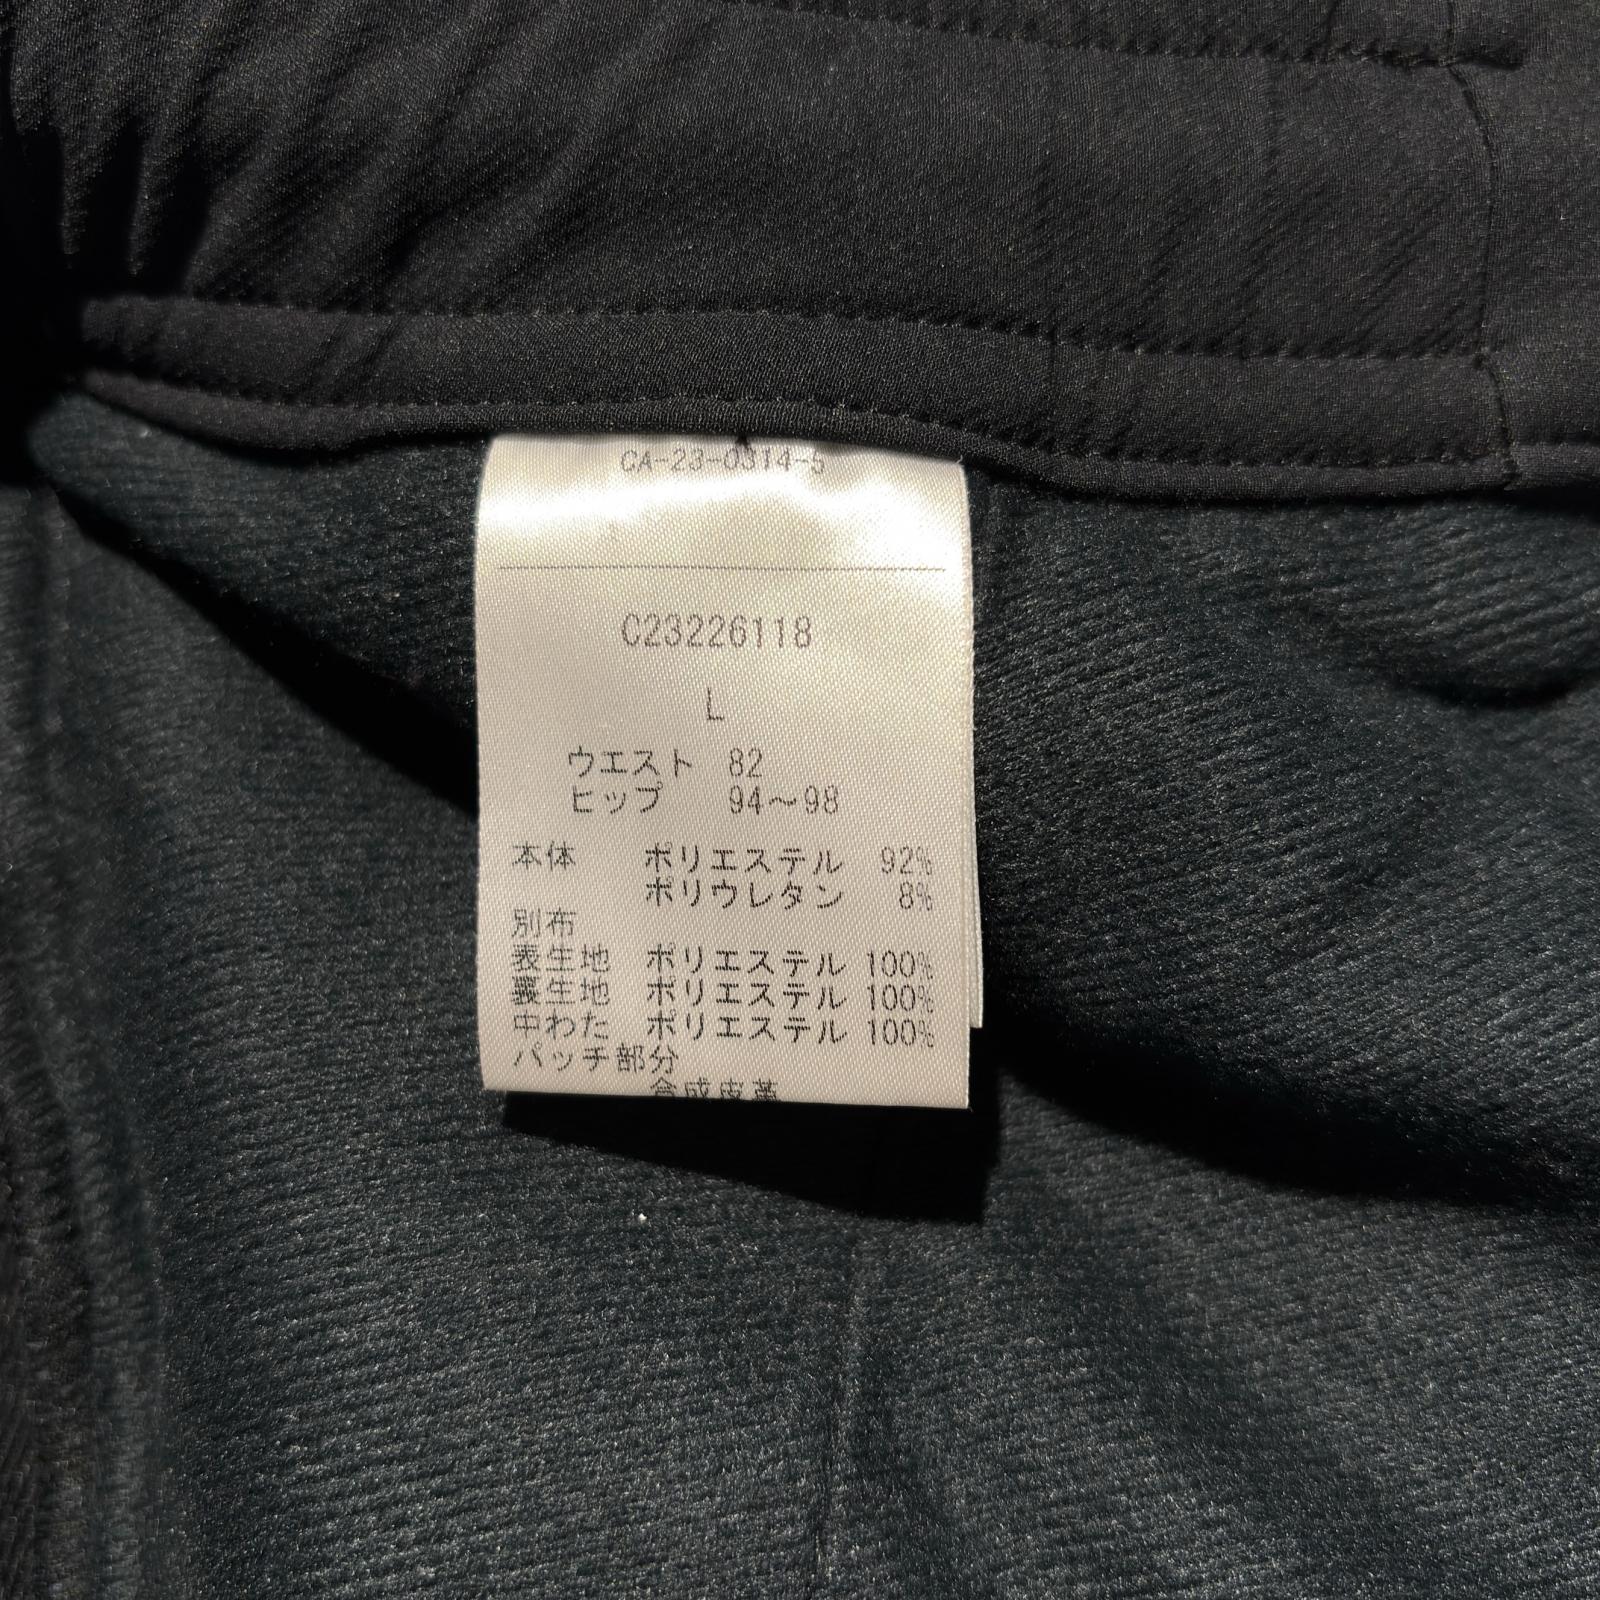 CA-23-0314-5
C23226118
L
ウエスト 82
ヒップ 94～98
本体 ポリエステル 92%
ポリウレタン 8%
別布
表生地 ポリエステル 100%
裏生地 ポリエステル 100%
中わた ポリエステル 100%
パッチ部分
合成皮革